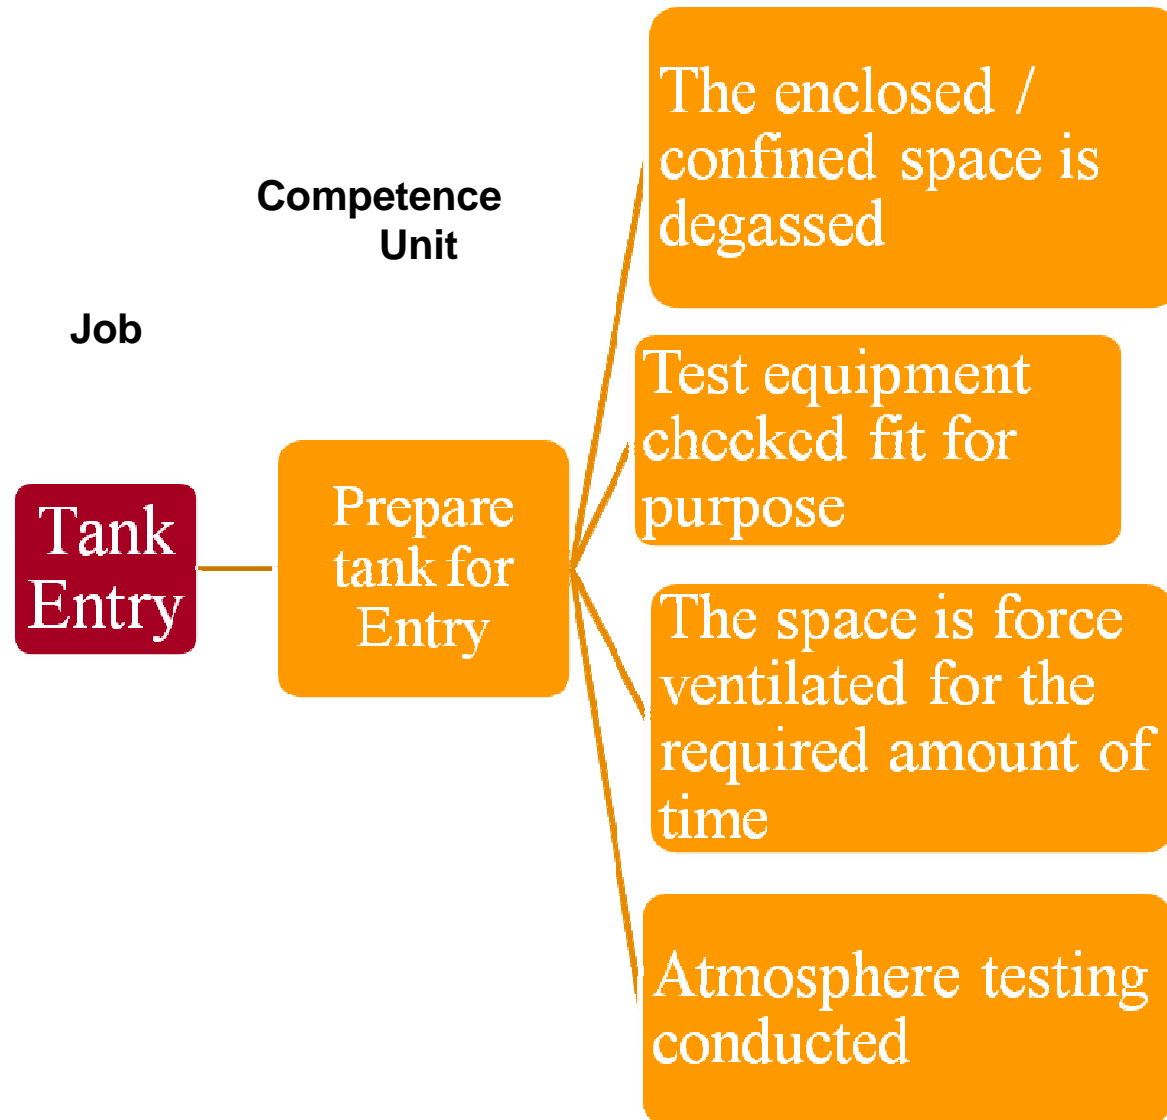 Competence
Unit
Job
Tank
Entry
Prepare
tank for
Entry
The enclosed /
confined space is
degassed
Test equipment
checked fit for
purpose
The space is force
ventilated for the
required amount of
time
Atmosphere testing
conducted